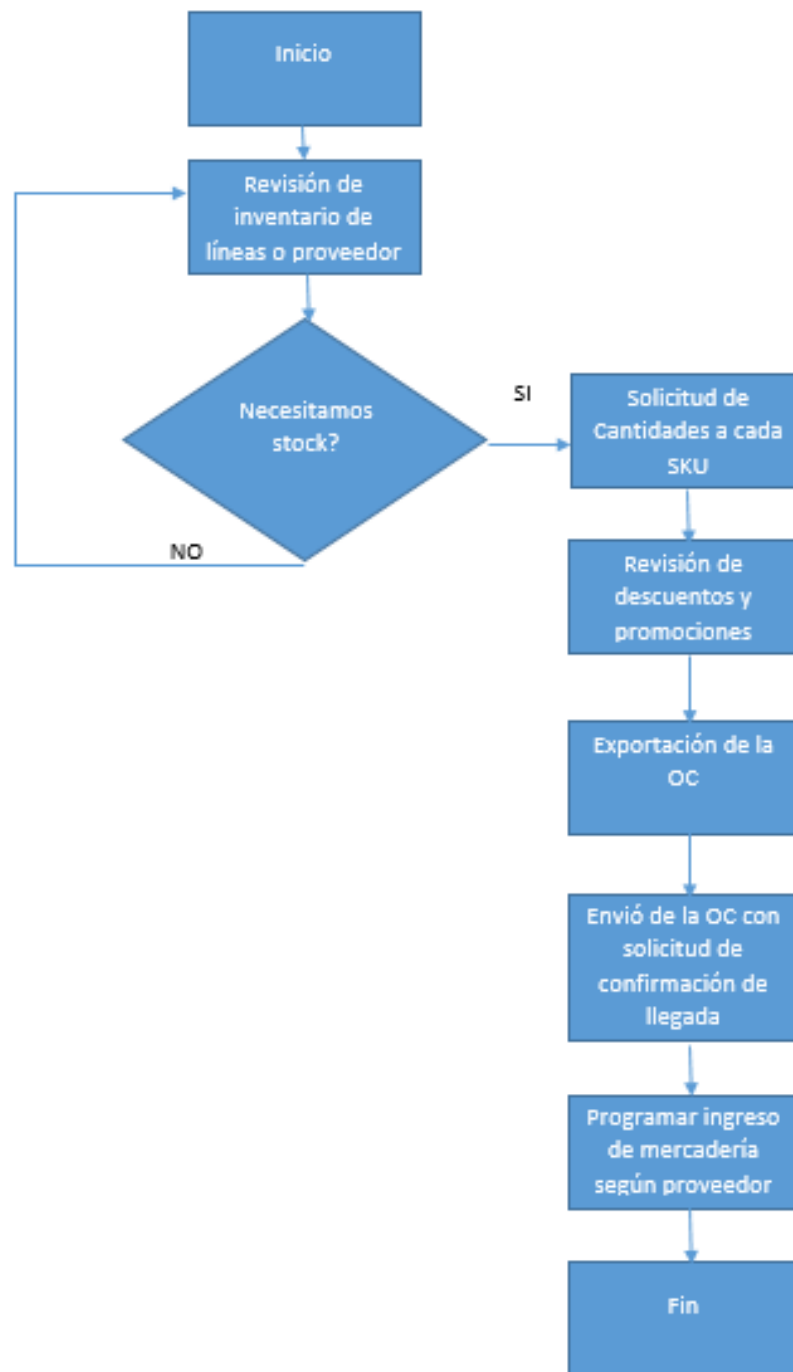 Inicio
Revisión de
inventario de
líneas o proveedor
Necesitamos
stock?
SI
NO
Solicitud de
Cantidades a cada
SKU
Revisión de
descuentos y
promociones
Exportación de la
OC
Envió de la OC con
solicitud de
confirmación de
llegada
Programar ingreso
de mercadería
según proveedor
Fin